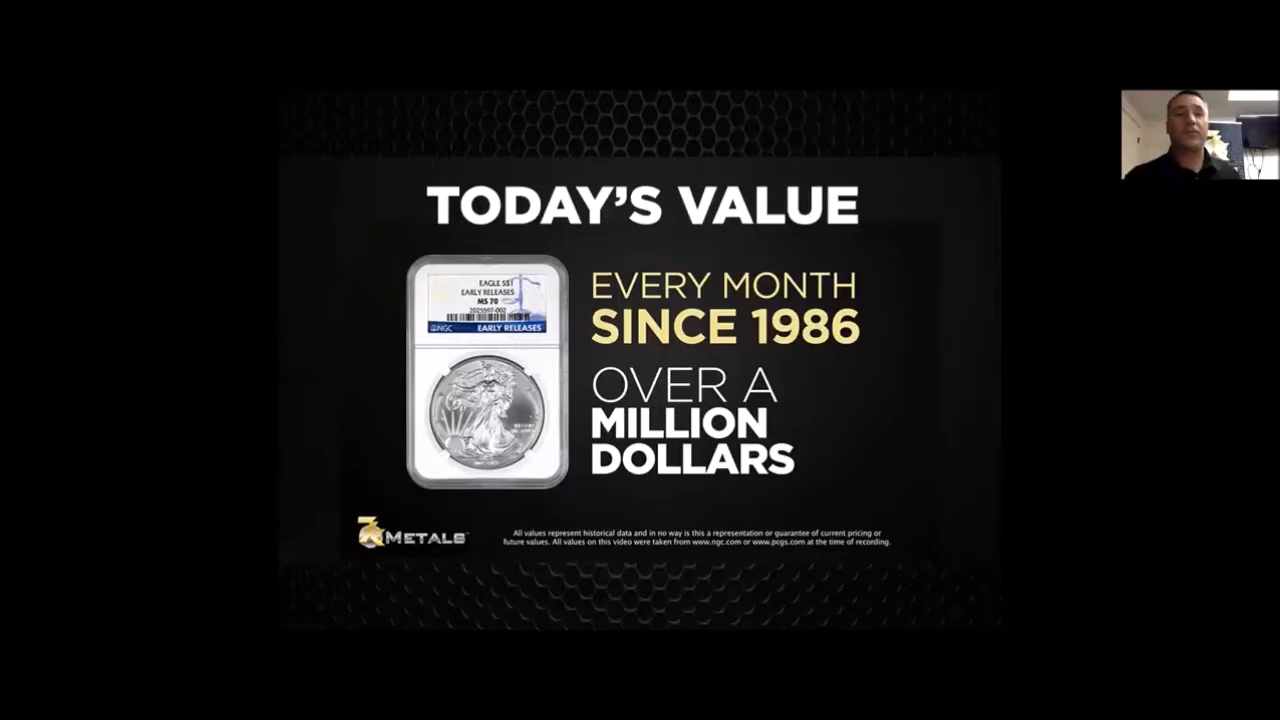 TODAY'S VALUE
EAGLE S$1
EARLY RELEASES
MS 70
2025597-002
NGC EARLY RELEASES
EVERY MONTH
SINCE 1986
OVER A
MILLION
DOLLARS
7K METALS
All values represent historical data and in no way is this a representation or guarantee of current pricing or
future values. All values on this video were taken from www.ngc.com or www.pcgs.com at the time of recording.